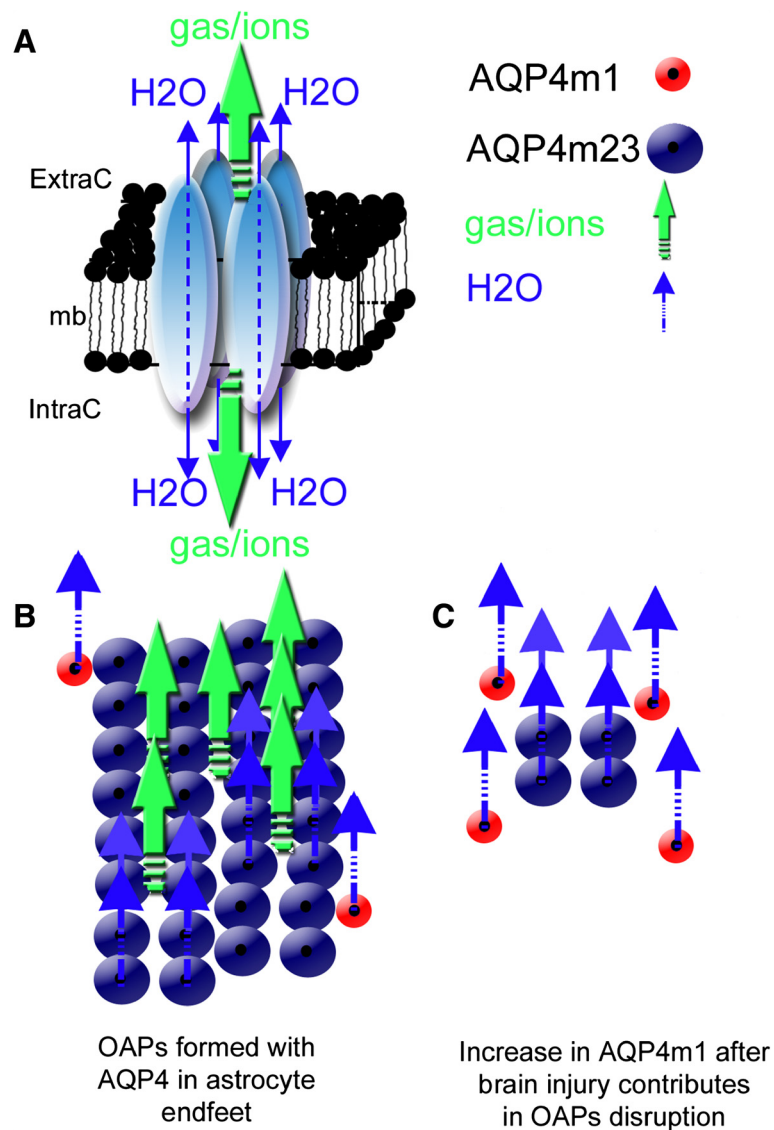 A
gas/ions
H2O
H2O
ExtraC
mb
IntraC
H2O
H2O
gas/ions
AQP4m1
AQP4m23
gas/ions
H2O
B
OAPs formed with
AQP4 in astrocyte
endfeet
C
Increase in AQP4m1 after
brain injury contributes
in OAPs disruption